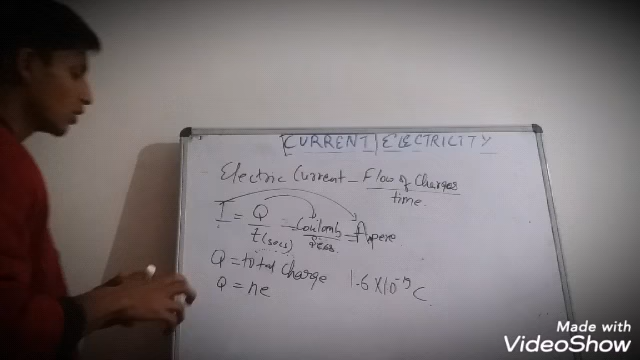 CURRENT ELECTRICITY
Electric Current - Flow of Charges
time.
I = Q = Coulomb = Ampere
t (secs) secs
Q = total Charge 1.6 x 10⁻¹⁹ C
Q = ne
Made with
VideoShow